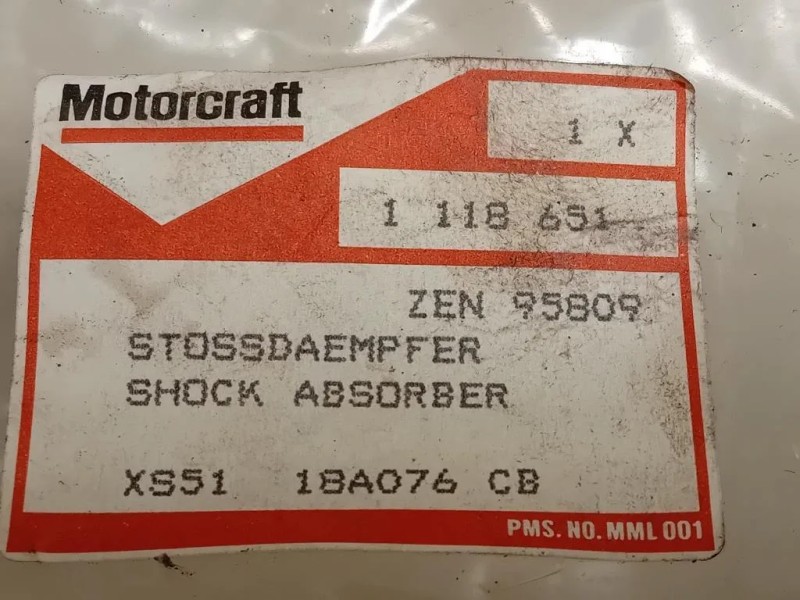 Motorcraft
1 X
1 118 651
ZEN 95809
STOSSDAEMPFER
SHOCK ABSORBER
XS51 18A076 CB
PMS. NO. MML 001